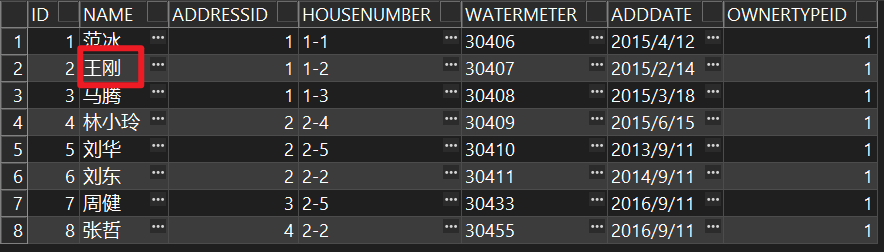 ID NAME ADDRESSID HOUSENUMBER WATERMETER ADDDATE OWNERTYPEID
1 1 范冰 ··· 1 1-1 ··· 30406 ··· 2015/4/12 ··· 1
2 2 王刚 ··· 1 1-2 ··· 30407 ··· 2015/2/14 ··· 1
3 3 马腾 ··· 1 1-3 ··· 30408 ··· 2015/3/18 ··· 1
4 4 林小玲 ··· 2 2-4 ··· 30409 ··· 2015/6/15 ··· 1
5 5 刘华 ··· 2 2-5 ··· 30410 ··· 2013/9/11 ··· 1
6 6 刘东 ··· 2 2-2 ··· 30411 ··· 2014/9/11 ··· 1
7 7 周健 ··· 3 2-5 ··· 30433 ··· 2016/9/11 ··· 1
8 8 张哲 ··· 4 2-2 ··· 30455 ··· 2016/9/11 ··· 1